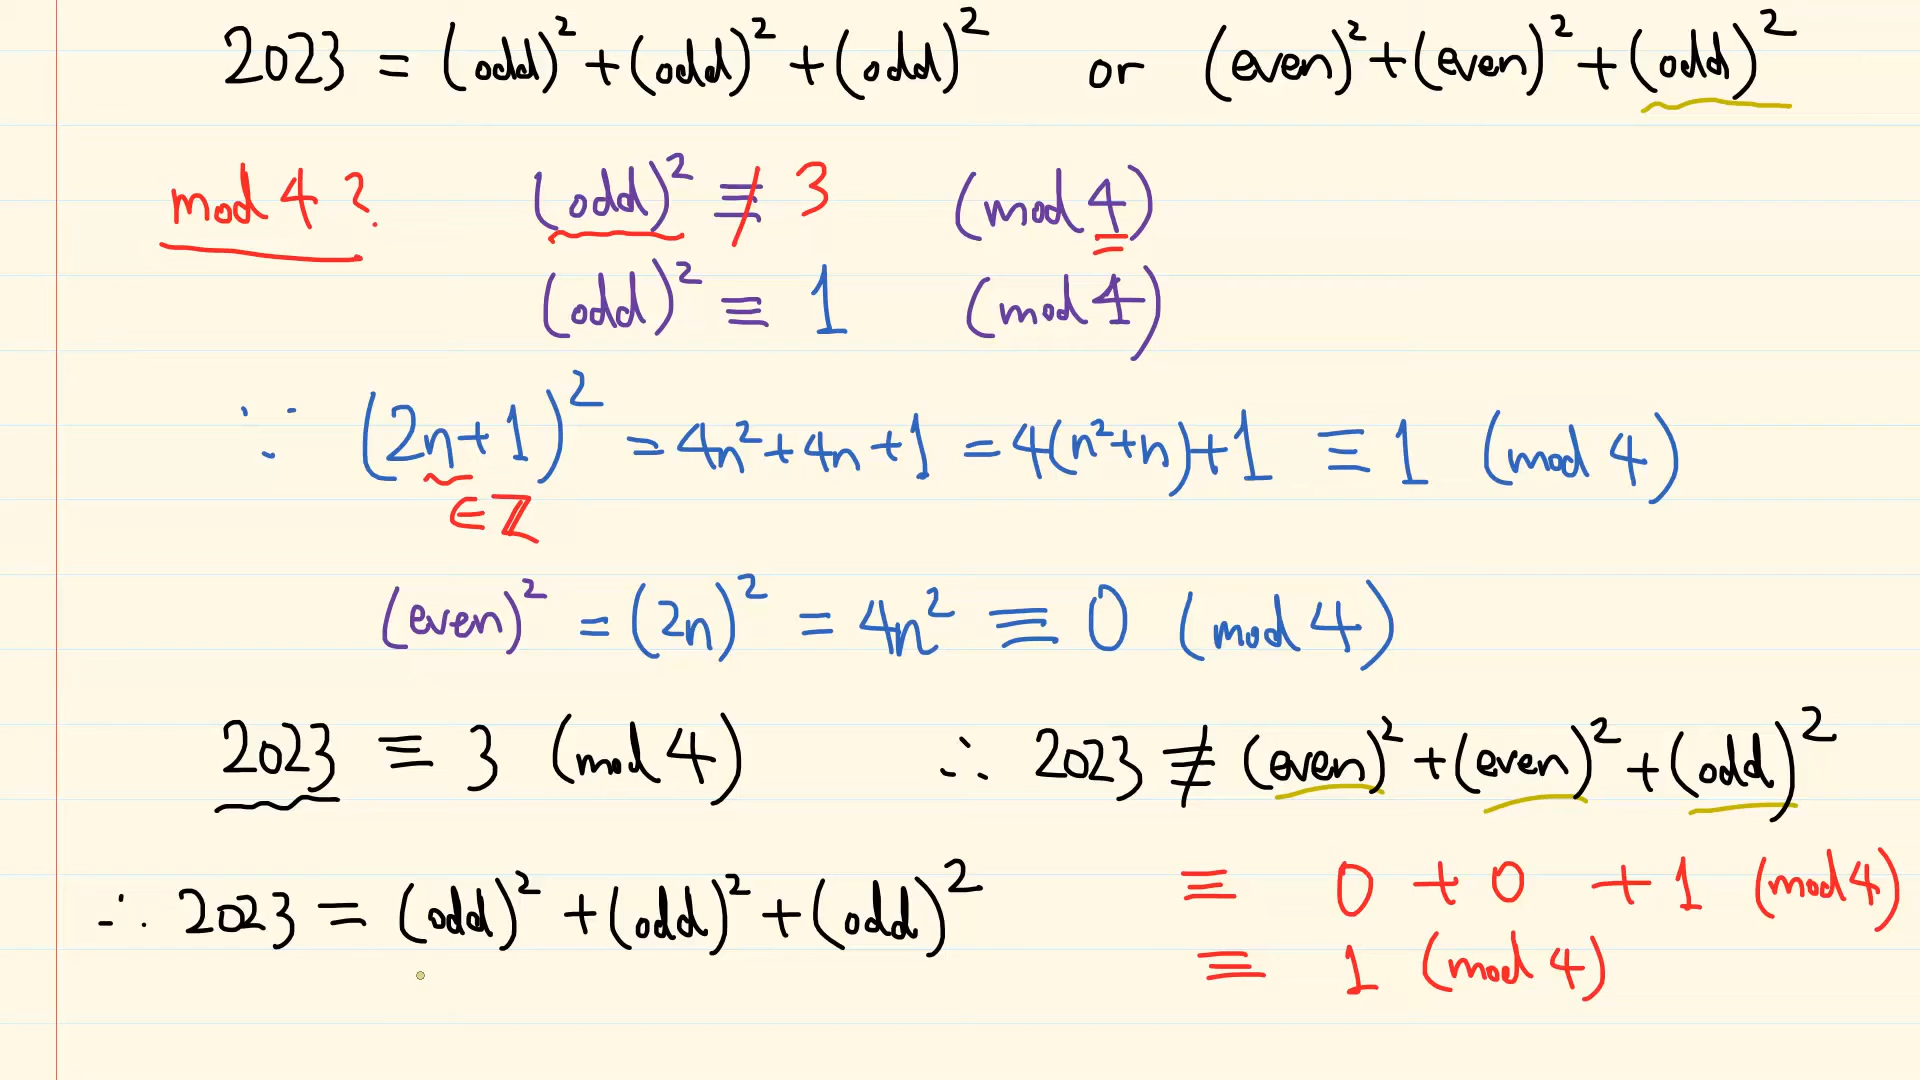 2023 = (odd)² + (odd)² + (odd)² or (even)² + (even)² + (odd)²
mod 4 ? (odd)² ≢ 3 (mod 4)
(odd)² ≡ 1 (mod 4)
∵ (2n+1)² = 4n² + 4n + 1 = 4(n²+n) + 1 ≡ 1 (mod 4)
∈ ℤ
(even)² = (2n)² = 4n² ≡ 0 (mod 4)
2023 ≡ 3 (mod 4) ∴ 2023 ≢ (even)² + (even)² + (odd)²
≡ 0 + 0 + 1 (mod 4)
∴ 2023 = (odd)² + (odd)² + (odd)²
≡ 1 (mod 4)